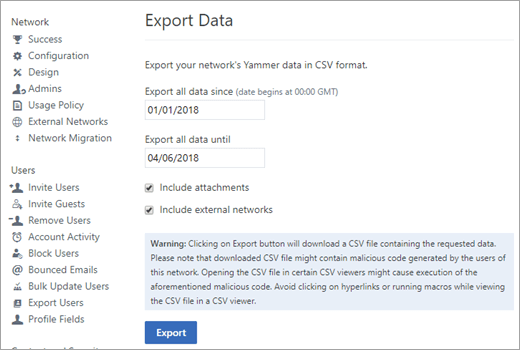 Network
Success
Configuration
Design
Admins
Usage Policy
External Networks
Network Migration
Users
Invite Users
Invite Guests
Remove Users
Account Activity
Block Users
Bounced Emails
Bulk Update Users
Export Users
Profile Fields
Export Data
Export your network's Yammer data in CSV format.
Export all data since (date begins at 00:00 GMT)
01/01/2018
Export all data until
04/06/2018
Include attachments
Include external networks
Warning: Clicking on Export button will download a CSV file containing the requested data.
Please note that downloaded CSV file might contain malicious code generated by the users
of this network. Opening the CSV file in certain CSV viewers might cause execution of the
aforementioned malicious code. Avoid clicking on hyperlinks or running macros while viewing
the CSV file in a CSV viewer.
Export